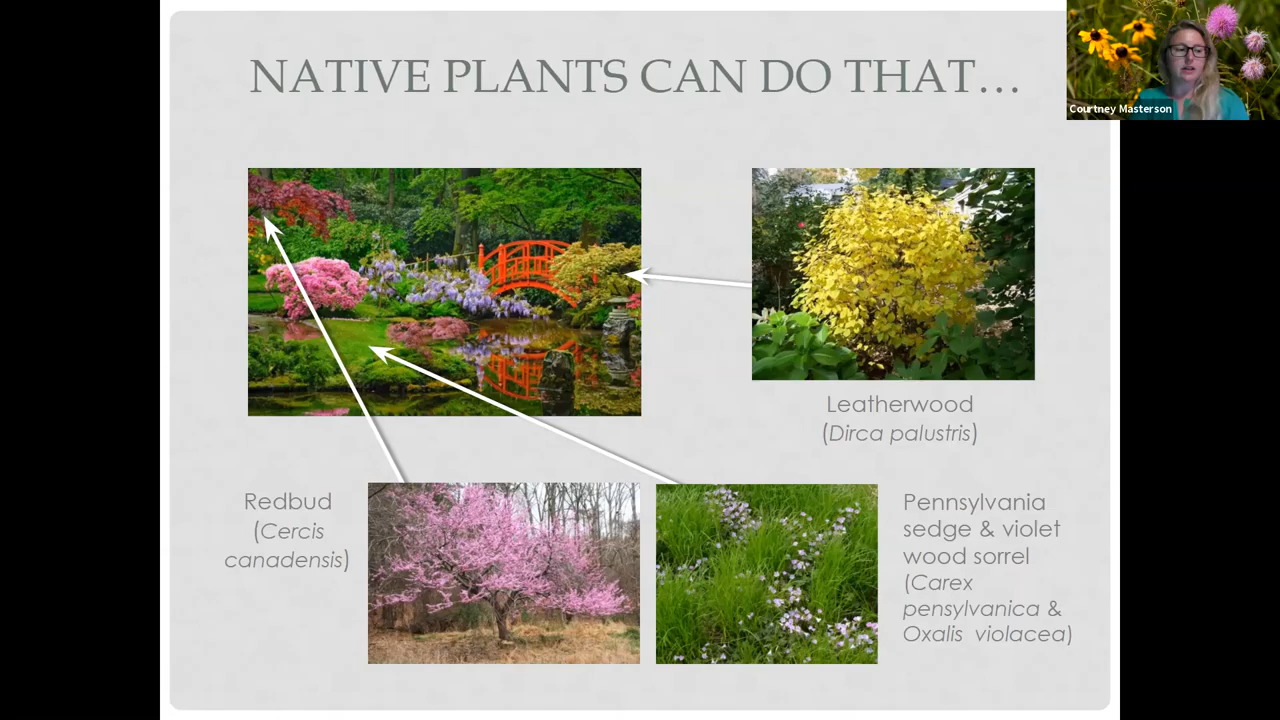 NATIVE PLANTS CAN DO THAT…
Courtney Masterson
Leatherwood
(Dirca palustris)
Redbud
(Cercis
canadensis)
Pennsylvania
sedge & violet
wood sorrel
(Carex
pensylvanica &
Oxalis violacea)